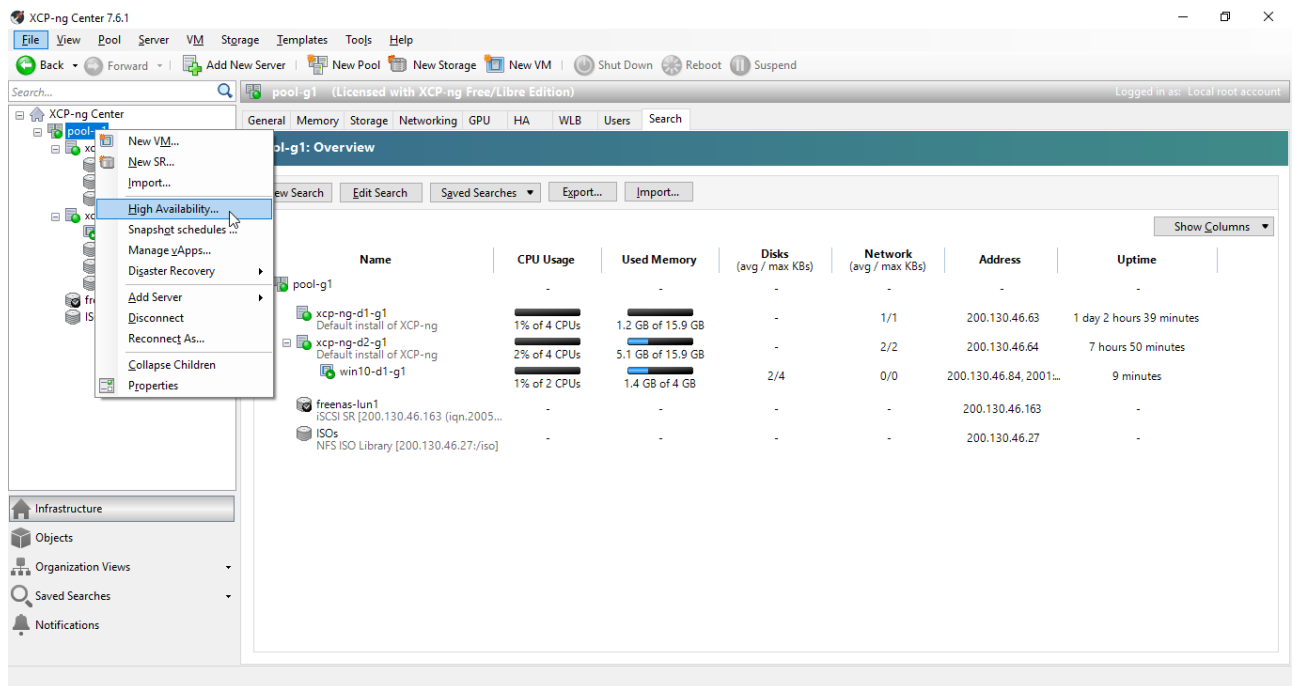 XCP-ng Center 7.6.1
File View Pool Server VM Storage Templates Tools Help
Back Forward Add New Server New Pool New Storage New VM Shut Down Reboot Suspend
Search...
pool-g1 (Licensed with XCP-ng Free/Libre Edition) Logged in as: Local root account
XCP-ng Center
General Memory Storage Networking GPU HA WLB Users Search
New VM...
New SR...
Import...
High Availability...
Snapshot schedules ...
Manage vApps...
Disaster Recovery
Add Server
Disconnect
Reconnect As...
Collapse Children
Properties
ol-g1: Overview
ew Search Edit Search Saved Searches Export... Import...
Show Columns
Name CPU Usage Used Memory Disks (avg / max KBs) Network (avg / max KBs) Address Uptime
pool-g1 - - - - - -
xcp-ng-d1-g1
Default install of XCP-ng 1% of 4 CPUs 1.2 GB of 15.9 GB - 1/1 200.130.46.63 1 day 2 hours 39 minutes
xcp-ng-d2-g1
Default install of XCP-ng 2% of 4 CPUs 5.1 GB of 15.9 GB - 2/2 200.130.46.64 7 hours 50 minutes
win10-d1-g1 1% of 2 CPUs 1.4 GB of 4 GB 2/4 0/0 200.130.46.84, 2001:... 9 minutes
freenas-lun1
iSCSI SR [200.130.46.163 (iqn.2005... - - - - 200.130.46.163 -
ISOs
NFS ISO Library [200.130.46.27:/iso] - - - - 200.130.46.27 -
Infrastructure
Objects
Organization Views
Saved Searches
Notifications